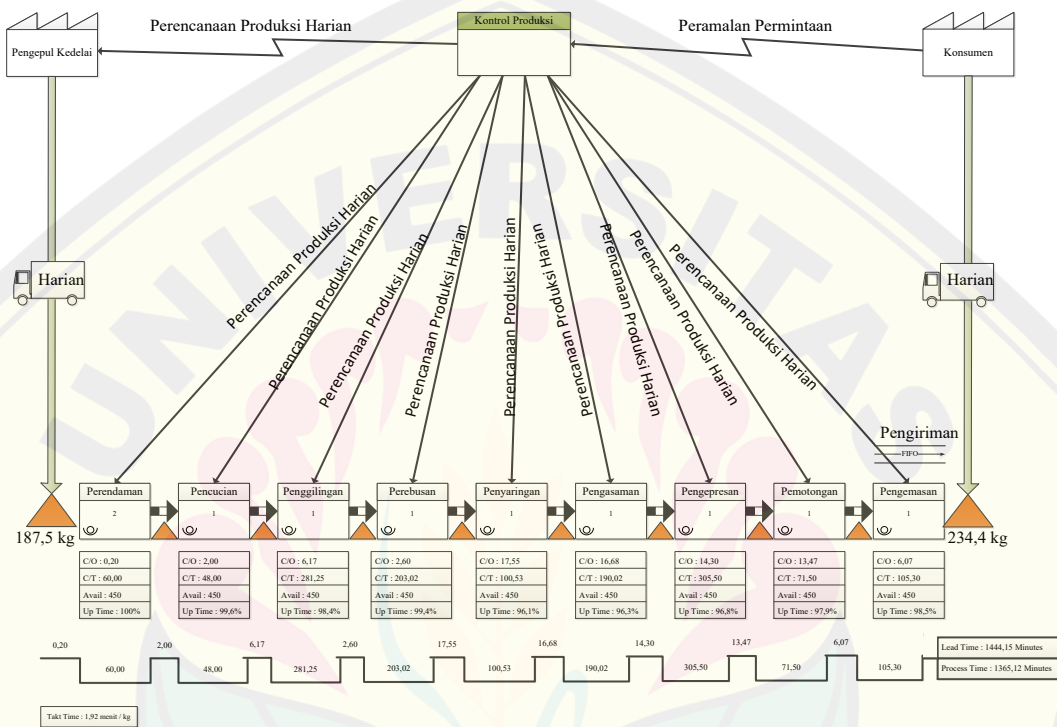 Perencanaan Produksi Harian
Kontrol Produksi
Peramalan Permintaan
Pengepul Kedelai
Konsumen
Harian
Harian
Perencanaan Produksi Harian
Perencanaan Produksi Harian
Perencanaan Produksi Harian
Perencanaan Produksi Harian
Perencanaan Produksi Harian
Perencanaan Produksi Harian
Perencanaan Produksi Harian
Perencanaan Produksi Harian
Perencanaan Produksi Harian
UNIVERSITAS
Pengiriman
FIFO
187,5 kg
234,4 kg
Perendaman
2
C/O : 0,20
C/T : 60,00
Avail : 450
Up Time : 100%
Pencucian
1
C/O : 2,00
C/T : 48,00
Avail : 450
Up Time : 99,6%
Penggilingan
1
C/O : 6,17
C/T : 281,25
Avail : 450
Up Time : 98,4%
Perebusan
1
C/O : 2,60
C/T : 203,02
Avail : 450
Up Tiime : 99,4%
Penyaringan
1
C/O : 17,55
C/T : 100,53
Avail : 450
Up Time : 96,1%
Pengasaman
1
C/O : 16,68
C/T : 190,02
Avail : 450
Up Time : 96,3%
Pengepresan
1
C/O : 14,30
C/T : 305,50
Avail : 450
Up Time : 96,8%
Pemotongan
1
C/O : 13,47
C/T : 71,50
Avail : 450
Up Time : 97,9%
Pengemasan
1
C/O : 6,07
C/T : 105,30
Avail : 450
Up Time : 98,5%
0,20
2,00
6,17
2,60
17,55
16,68
14,30
13,47
6,07
60,00
48,00
281,25
203,02
100,53
190,02
305,50
71,50
105,30
Lead Time : 1444,15 Minutes
Process Time : 1365,12 Minutes
Takt Time : 1,92 menit / kg